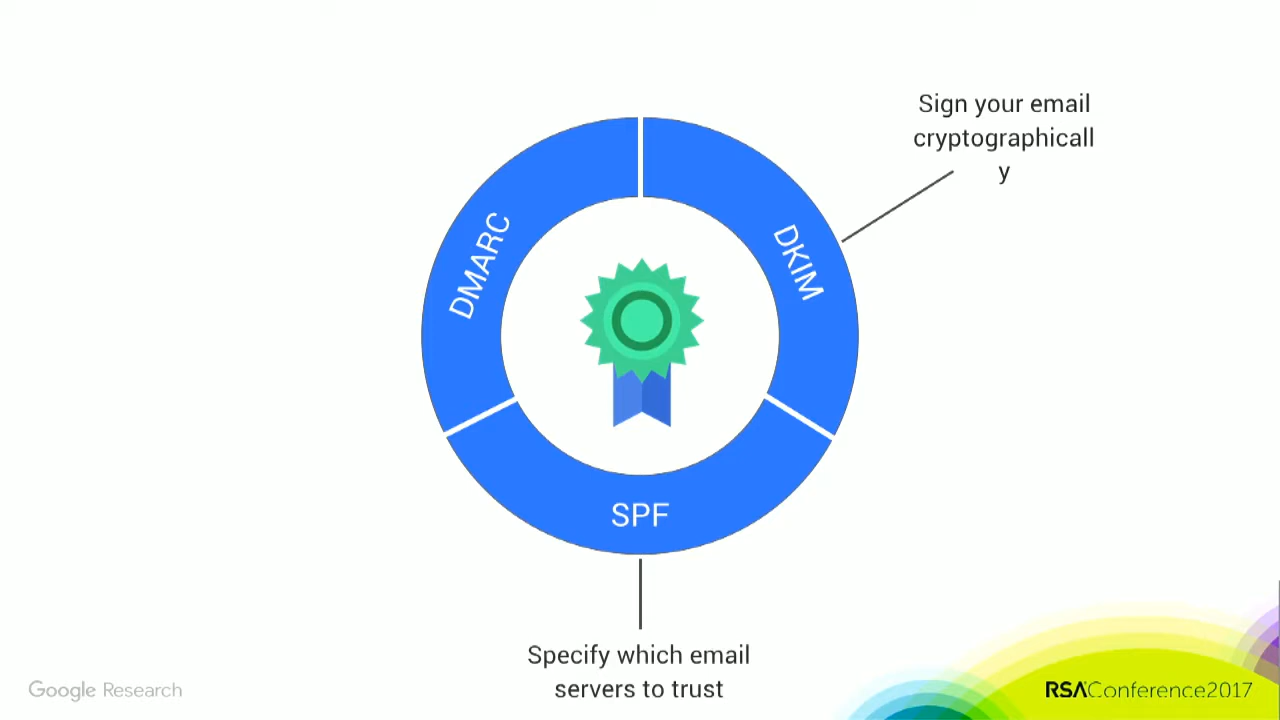 Sign your email
cryptographicall
y
DMARC
DKIM
SPF
Specify which email
servers to trust
Google Research
RSAConference2017